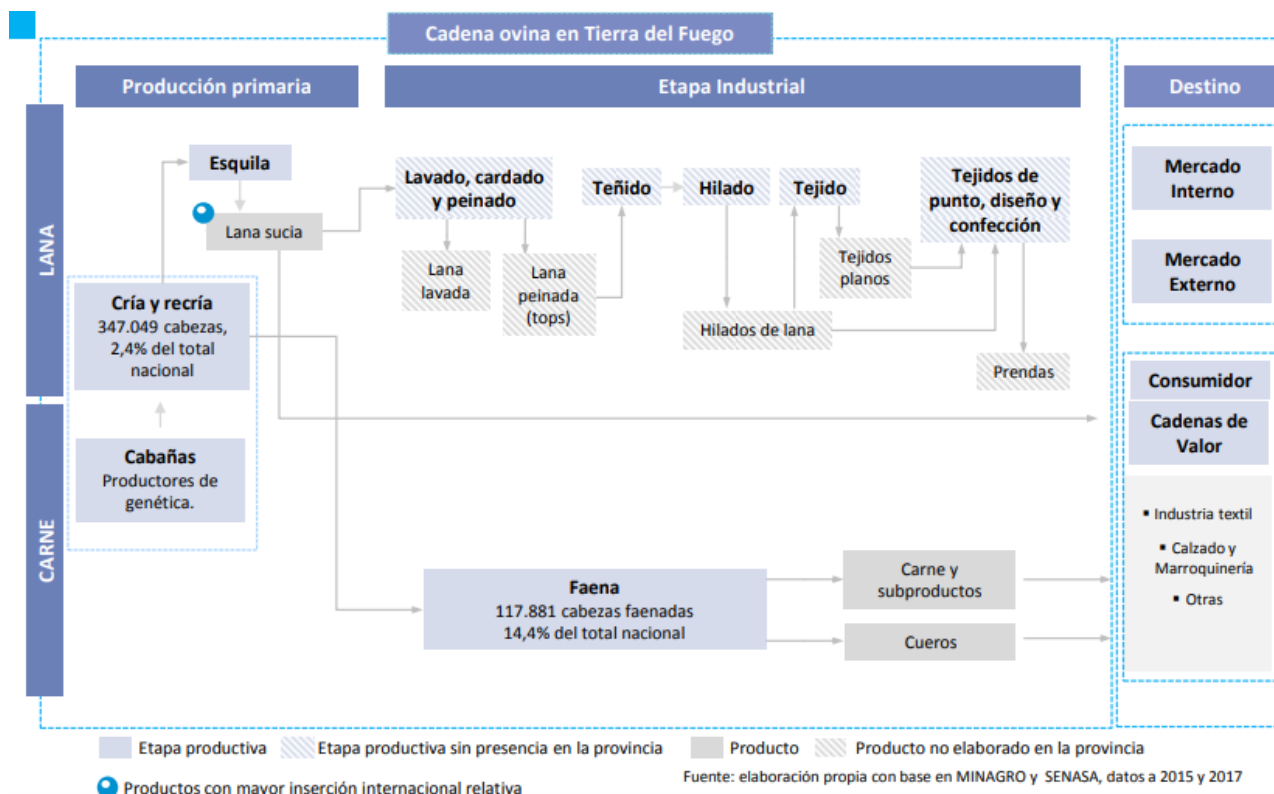 Cadena ovina en Tierra del Fuego
Producción primaria
Etapa Industrial
Destino
LANA
CARNE
Esquila
Lana sucia
Cría y recría
347.049 cabezas,
2,4% del total
nacional
Cabañas
Productores de
genética.
Lavado, cardado
y peinado
Lana
lavada
Lana
peinada
(tops)
Teñido
Hilado
Hilados de lana
Tejido
Tejidos
planos
Tejidos de
punto, diseño y
confección
Prendas
Faena
117.881 cabezas faenadas
14,4% del total nacional
Carne y
subproductos
Cueros
Mercado
Interno
Mercado
Externo
Consumidor
Cadenas de
Valor
▪ Industria textil
▪ Calzado y
Marroquinería
▪ Otras
Etapa productiva
Etapa productiva sin presencia en la provincia
Producto
Producto no elaborado en la provincia
Productos con mayor inserción internacional relativa
Fuente: elaboración propia con base en MINAGRO y SENASA, datos a 2015 y 2017